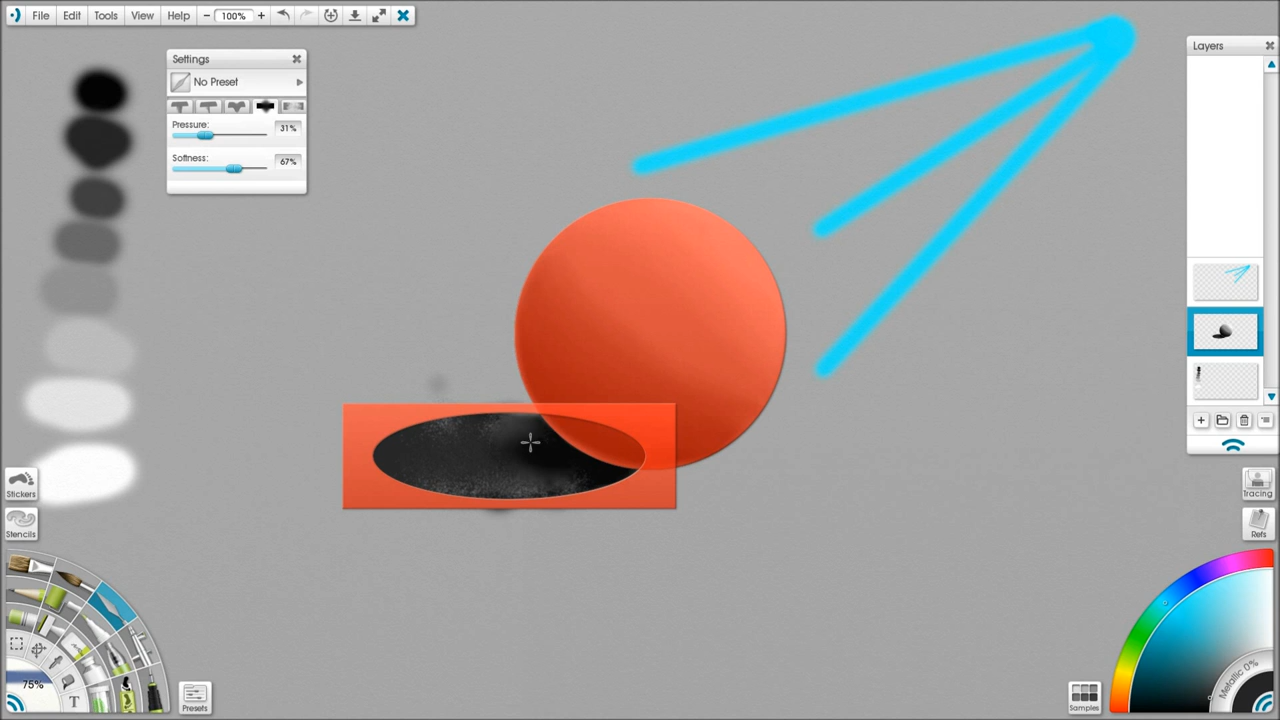 File Edit Tools View Help − 100% +
Settings
No Preset
Pressure:
31%
Softness:
67%
Layers
Stickers
Stencils
Tracing
Refs
75%
T
Presets
Samples
Metallic 0%